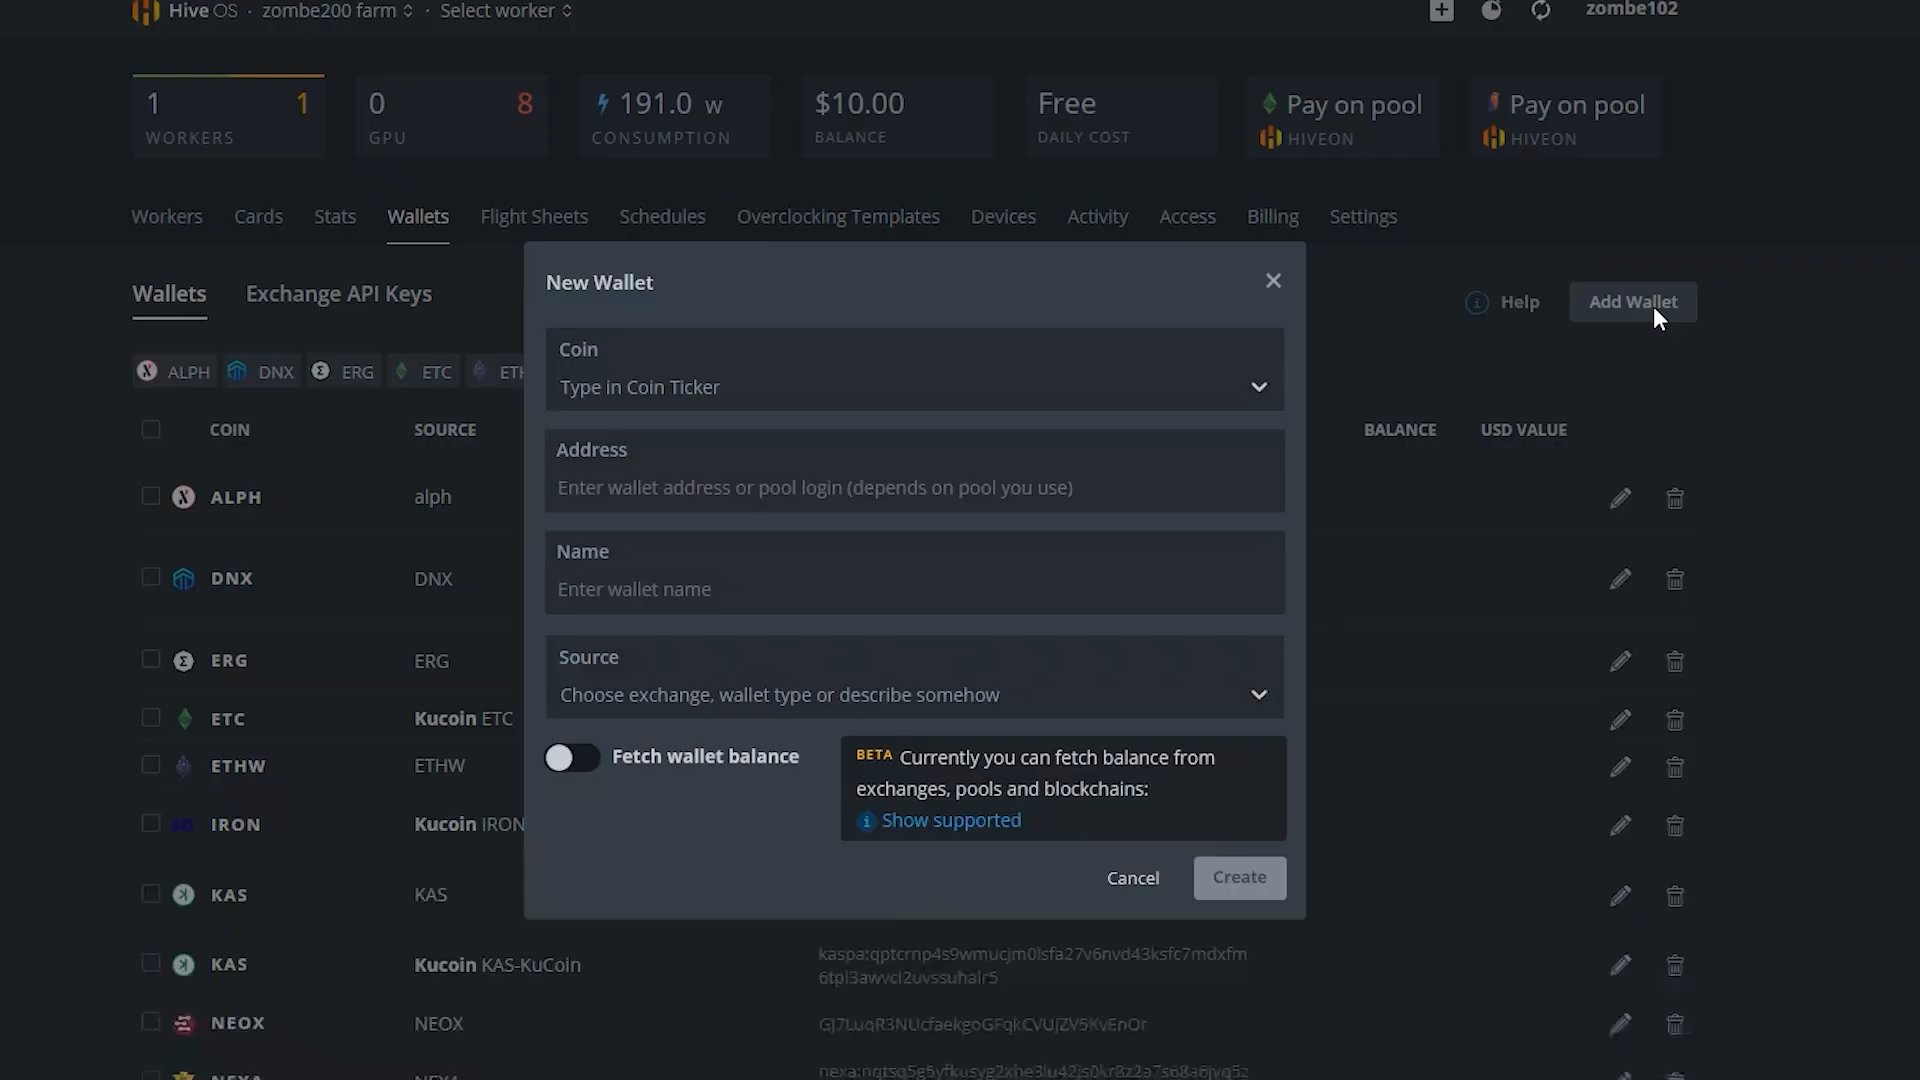 Hive OS · zombe200 farm · Select worker
zombe102
1 1
WORKERS
0 8
GPU
191.0 w
CONSUMPTION
$10.00
BALANCE
Free
DAILY COST
Pay on pool
HIVEON
Pay on pool
HIVEON
Workers Cards Stats Wallets Flight Sheets Schedules Overclocking Templates Devices Activity Access Billing Settings
Wallets Exchange API Keys
Help
Add Wallet
ALPH DNX ERG ETC
COIN SOURCE BALANCE USD VALUE
ALPH alph
DNX DNX
ERG ERG
ETC Kucoin ETC
ETHW ETHW
IRON Kucoin IRON
KAS KAS
KAS Kucoin KAS-KuCoin
kaspa:qptcrnp4s9wmucjm0lsfa27v6nvd43ksfc7mdxfm
6tpl3awvcl2uvssuhalr5
NEOX NEOX
New Wallet
Coin
Type in Coin Ticker
Address
Enter wallet address or pool login (depends on pool you use)
Name
Enter wallet name
Source
Choose exchange, wallet type or describe somehow
Fetch wallet balance
BETA Currently you can fetch balance from
exchanges, pools and blockchains:
Show supported
Cancel
Create